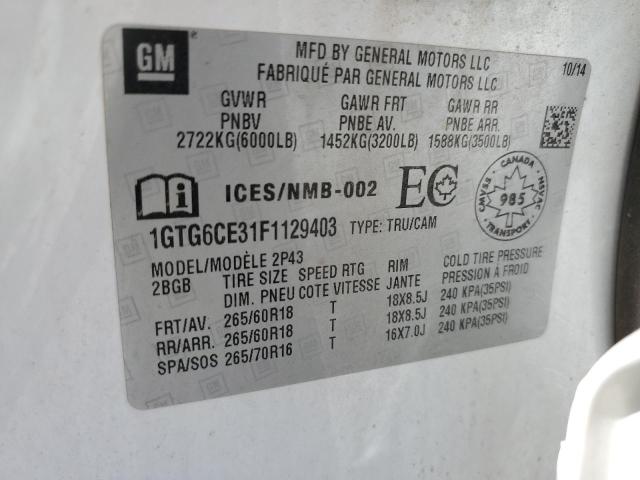 GM
MFD BY GENERAL MOTORS LLC
FABRIQUÉ PAR GENERAL MOTORS LLC
10/14
GVWR GAWR FRT GAWR RR
PNBV PNBE AV. PNBE ARR.
2722KG(6000LB) 1452KG(3200LB) 1588KG(3500LB)
ICES/NMB-002 EC
CANADA
985
TRANSPORT
1GTG6CE31F1129403 TYPE: TRU/CAM
MODEL/MODÈLE 2P43
2BGB TIRE SIZE SPEED RTG RIM COLD TIRE PRESSURE
DIM. PNEU COTE VITESSE JANTE PRESSION A FROID
FRT/AV. 265/60R18 T 18X8.5J 240 KPA(35PSI)
RR/ARR. 265/60R18 T 18X8.5J 240 KPA(35PSI)
SPA/SOS 265/70R16 T 16X7.0J 240 KPA(35PSI)